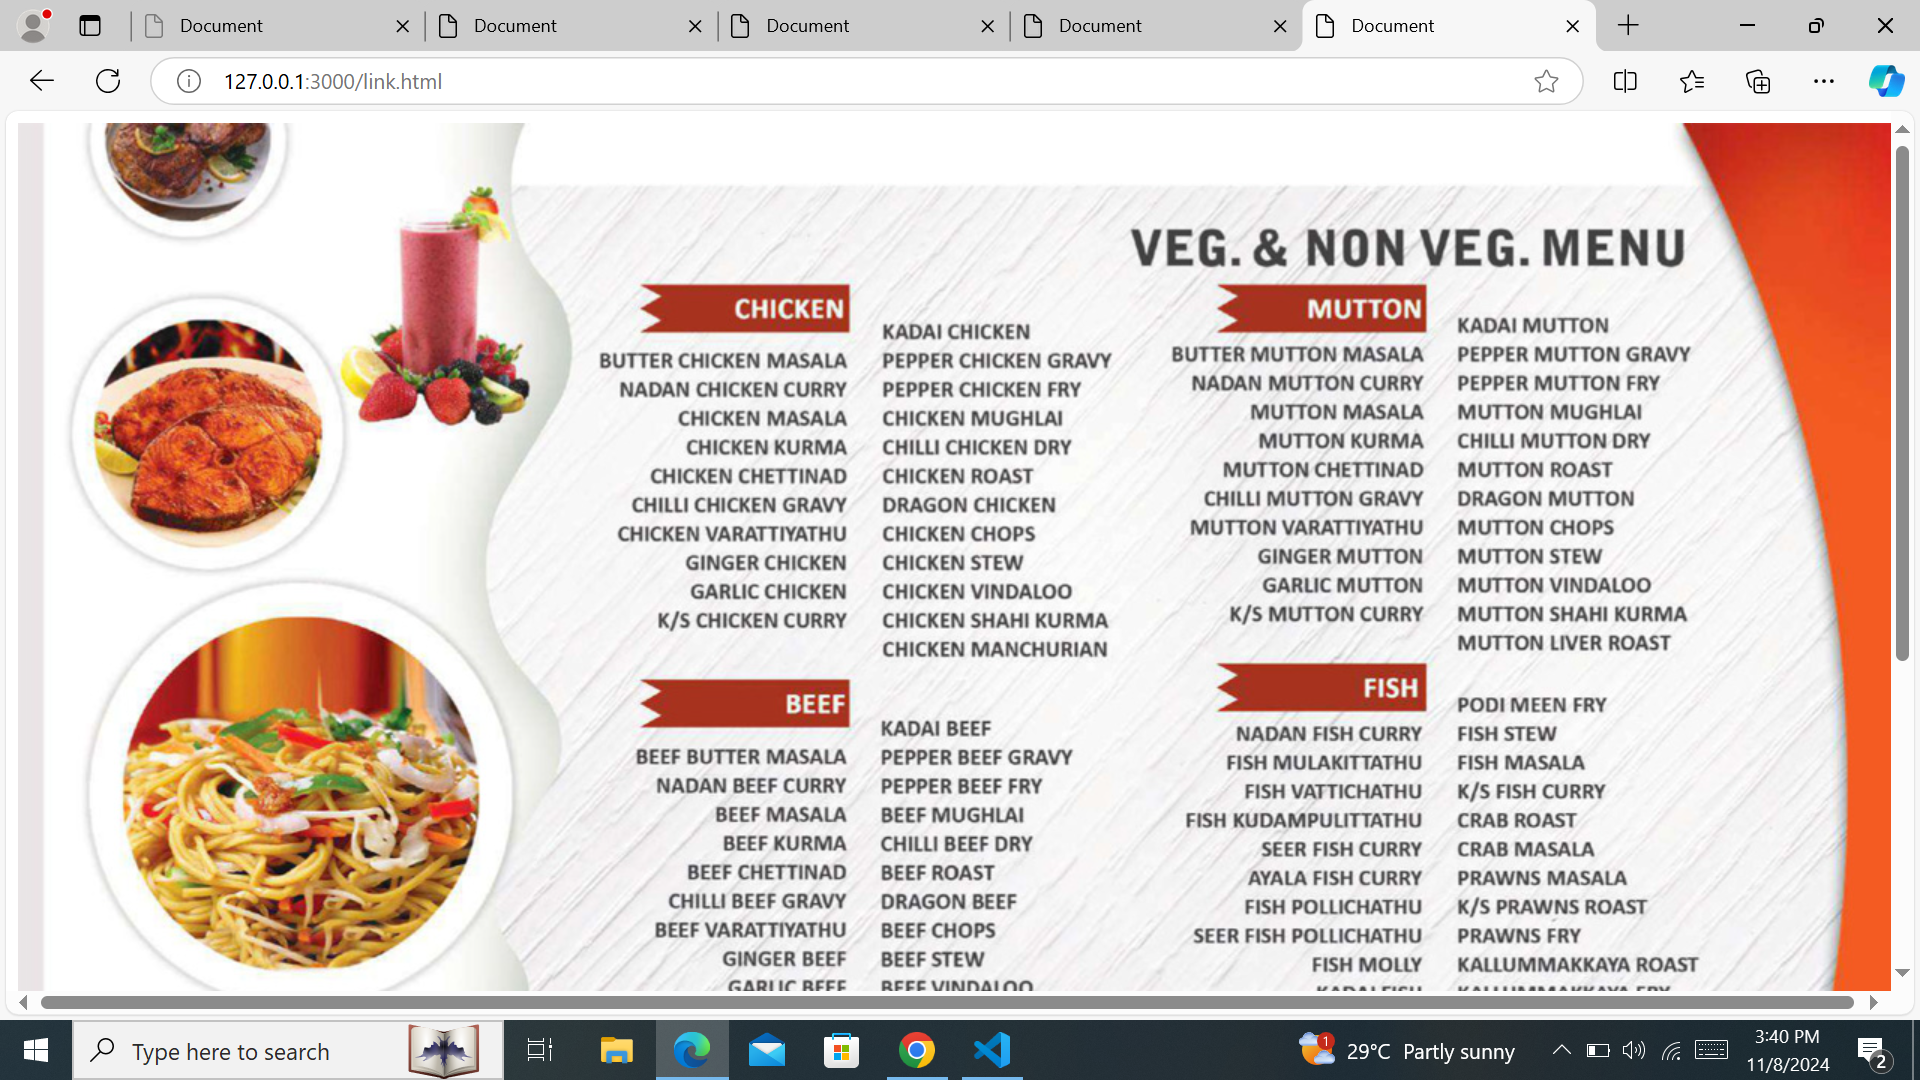 Document
Document
Document
Document
Document
127.0.0.1:3000/link.html
VEG. & NON VEG. MENU
CHICKEN
BUTTER CHICKEN MASALA
NADAN CHICKEN CURRY
CHICKEN MASALA
CHICKEN KURMA
CHICKEN CHETTINAD
CHILLI CHICKEN GRAVY
CHICKEN VARATTIYATHU
GINGER CHICKEN
GARLIC CHICKEN
K/S CHICKEN CURRY
KADAI CHICKEN
PEPPER CHICKEN GRAVY
PEPPER CHICKEN FRY
CHICKEN MUGHLAI
CHILLI CHICKEN DRY
CHICKEN ROAST
DRAGON CHICKEN
CHICKEN CHOPS
CHICKEN STEW
CHICKEN VINDALOO
CHICKEN SHAHI KURMA
CHICKEN MANCHURIAN
MUTTON
BUTTER MUTTON MASALA
NADAN MUTTON CURRY
MUTTON MASALA
MUTTON KURMA
MUTTON CHETTINAD
CHILLI MUTTON GRAVY
MUTTON VARATTIYATHU
GINGER MUTTON
GARLIC MUTTON
K/S MUTTON CURRY
KADAI MUTTON
PEPPER MUTTON GRAVY
PEPPER MUTTON FRY
MUTTON MUGHLAI
CHILLI MUTTON DRY
MUTTON ROAST
DRAGON MUTTON
MUTTON CHOPS
MUTTON STEW
MUTTON VINDALOO
MUTTON SHAHI KURMA
MUTTON LIVER ROAST
BEEF
BEEF BUTTER MASALA
NADAN BEEF CURRY
BEEF MASALA
BEEF KURMA
BEEF CHETTINAD
CHILLI BEEF GRAVY
BEEF VARATTIYATHU
GINGER BEEF
GARLIC BEEF
KADAI BEEF
PEPPER BEEF GRAVY
PEPPER BEEF FRY
BEEF MUGHLAI
CHILLI BEEF DRY
BEEF ROAST
DRAGON BEEF
BEEF CHOPS
BEEF STEW
BEEF VINDALOO
FISH
NADAN FISH CURRY
FISH MULAKITTATHU
FISH VATTICHATHU
FISH KUDAMPULITTATHU
SEER FISH CURRY
AYALA FISH CURRY
FISH POLLICHATHU
SEER FISH POLLICHATHU
FISH MOLLY
KADAI FISH
PODI MEEN FRY
FISH STEW
FISH MASALA
K/S FISH CURRY
CRAB ROAST
CRAB MASALA
PRAWNS MASALA
K/S PRAWNS ROAST
PRAWNS FRY
KALLUMMAKKAYA ROAST
KALLUMMAKKAYA FRY
Type here to search
1
29°C Partly sunny
3:40 PM
11/8/2024
2